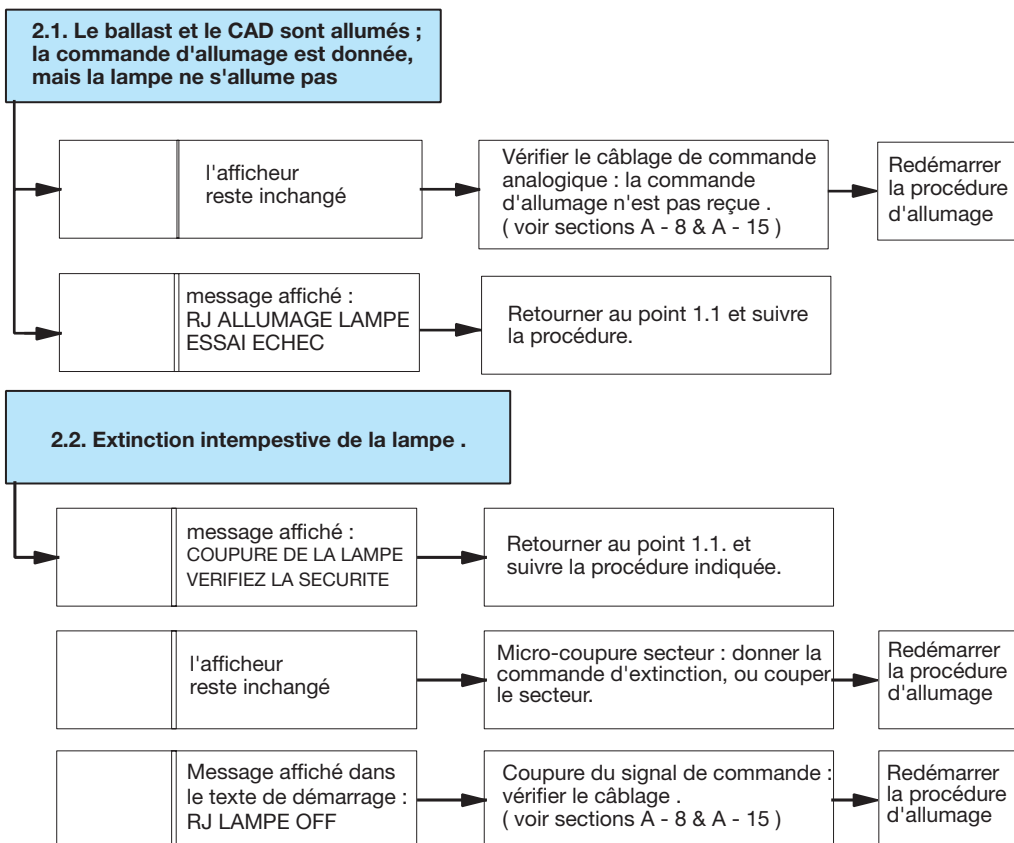 2.1. Le ballast et le CAD sont allumés ;
la commande d'allumage est donnée,
mais la lampe ne s'allume pas
l'afficheur
reste inchangé
Vérifier le câblage de commande
analogique : la commande
d'allumage n'est pas reçue .
( voir sections A - 8 & A - 15 )
Redémarrer
la procédure
d'allumage
message affiché :
RJ ALLUMAGE LAMPE
ESSAI ECHEC
Retourner au point 1.1 et suivre
la procédure.
2.2. Extinction intempestive de la lampe .
message affiché :
COUPURE DE LA LAMPE
VERIFIEZ LA SECURITE
Retourner au point 1.1. et
suivre la procédure indiquée.
l'afficheur
reste inchangé
Micro-coupure secteur : donner la
commande d'extinction, ou couper
le secteur.
Redémarrer
la procédure
d'allumage
Message affiché dans
le texte de démarrage :
RJ LAMPE OFF
Coupure du signal de commande :
vérifier le câblage .
( voir sections A - 8 & A - 15 )
Redémarrer
la procédure
d'allumage